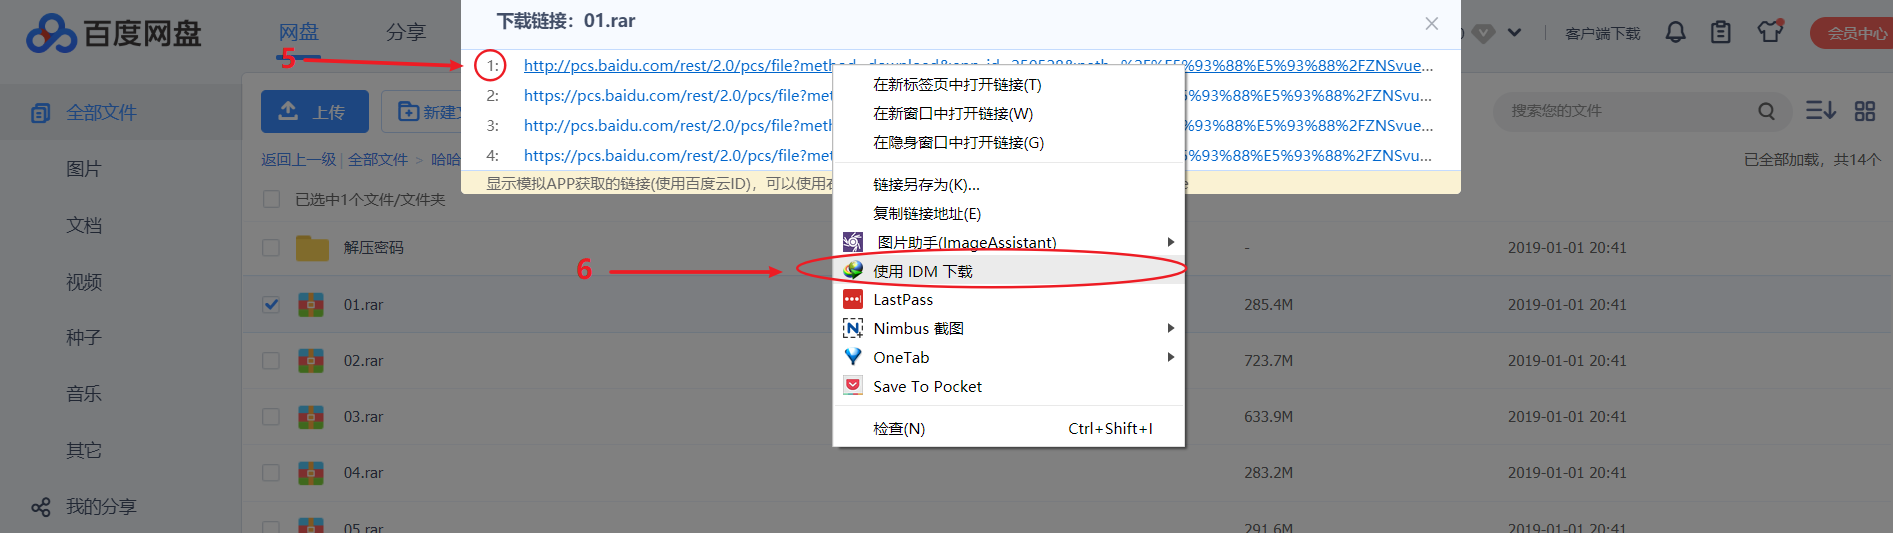 下载链接：01.rar
百度网盘
网盘
分享
客户端下载
会员中心
5
1:
http://pcs.baidu.com/rest/2.0/pcs/file?method=download&app_id=250528&path=%2F%E5%93%88%E5%93%88%2FZNSvue...
2:
https://pcs.baidu.com/rest/2.0/pcs/file?met
5%93%88%E5%93%88%2FZNSvu...
3:
http://pcs.baidu.com/rest/2.0/pcs/file?meth
%93%88%E5%93%88%2FZNSvue...
4:
https://pcs.baidu.com/rest/2.0/pcs/file?met
5%93%88%E5%93%88%2FZNSvu...
显示模拟APP获取的链接(使用百度云ID)，可以使用
在新标签页中打开链接(T)
在新窗口中打开链接(W)
在隐身窗口中打开链接(G)
链接另存为(K)...
复制链接地址(E)
图片助手(ImageAssistant)
6
使用 IDM 下载
LastPass
Nimbus 截图
OneTab
Save To Pocket
检查(N) Ctrl+Shift+I
全部文件
图片
文档
视频
种子
音乐
其它
我的分享
上传
新建
搜索您的文件
返回上一级 | 全部文件 > 哈哈
已全部加载，共14个
已选中1个文件/文件夹
解压密码 - 2019-01-01 20:41
01.rar 285.4M 2019-01-01 20:41
02.rar 723.7M 2019-01-01 20:41
03.rar 633.9M 2019-01-01 20:41
04.rar 283.2M 2019-01-01 20:41
05.rar 291.6M 2019-01-01 20:41